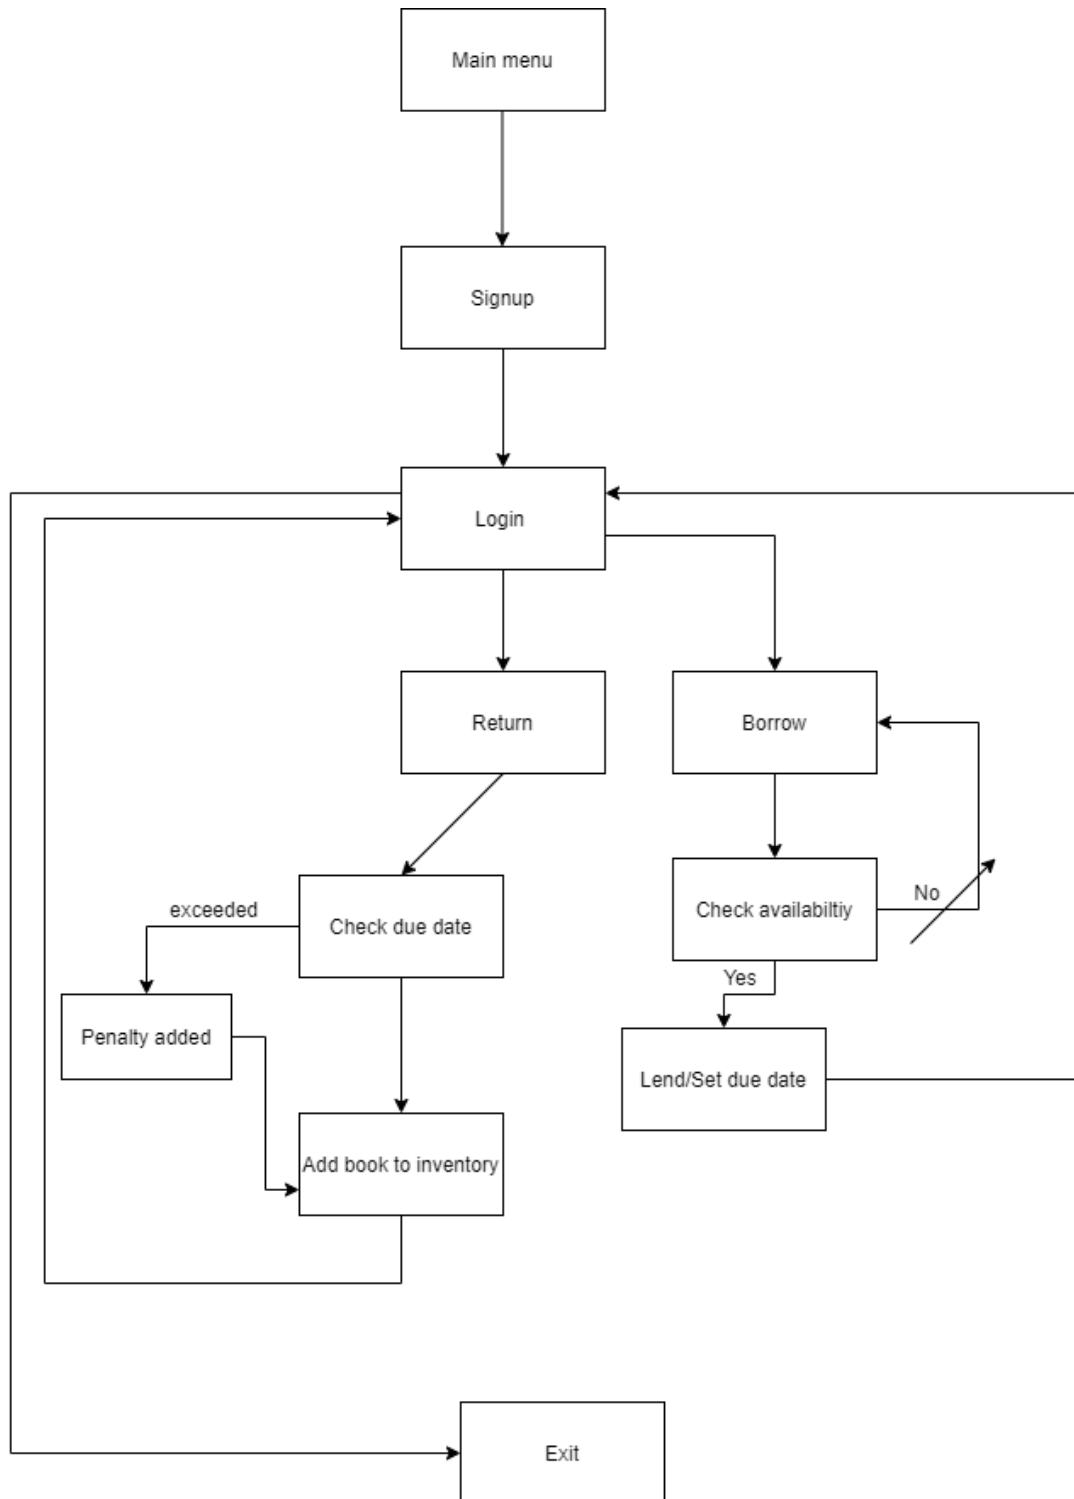 Main menu
Signup
Login
Return
Borrow
exceeded
Check due date
Check availabiltiy
No
Yes
Penalty added
Lend/Set due date
Add book to inventory
Exit